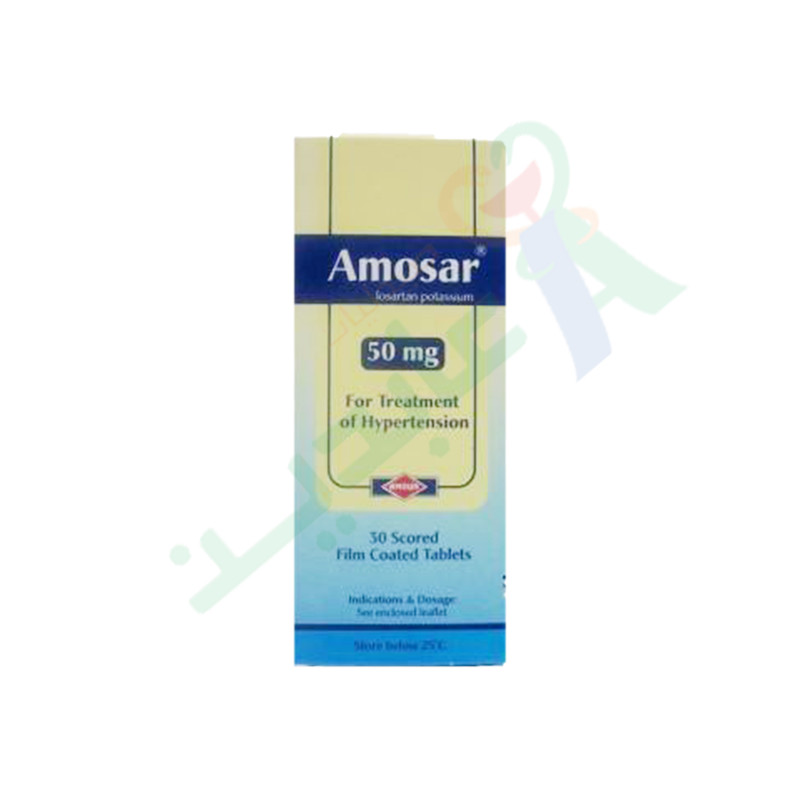 Amosar®
losartan potassium
50 mg
For Treatment
of Hypertension
AMOUN
30 Scored
Film Coated Tablets
Indications & Dosage:
See enclosed leaflet
Store below 25°C